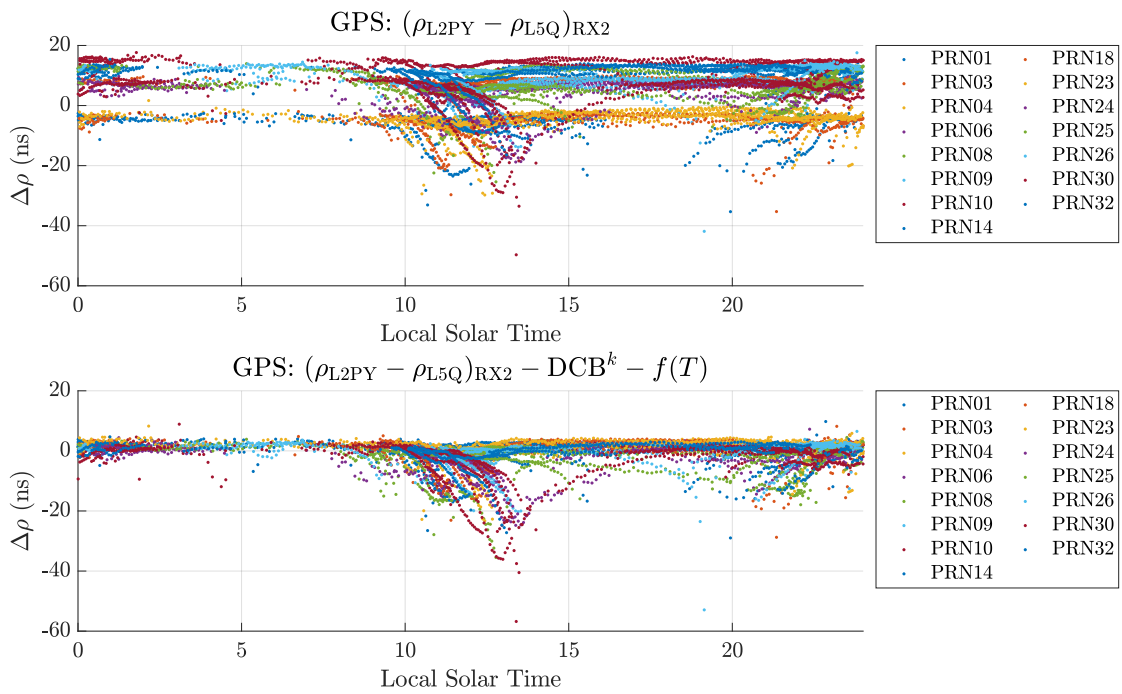 GPS: (ρL2PY − ρL5Q)RX2
20
0
-20
-40
-60
Δρ (ns)
0 5 10 15 20
Local Solar Time
PRN01 PRN18
PRN03 PRN23
PRN04 PRN24
PRN06 PRN25
PRN08 PRN26
PRN09 PRN30
PRN10 PRN32
PRN14
GPS: (ρL2PY − ρL5Q)RX2 − DCB^k − f(T)
20
0
-20
-40
-60
Δρ (ns)
0 5 10 15 20
Local Solar Time
PRN01 PRN18
PRN03 PRN23
PRN04 PRN24
PRN06 PRN25
PRN08 PRN26
PRN09 PRN30
PRN10 PRN32
PRN14